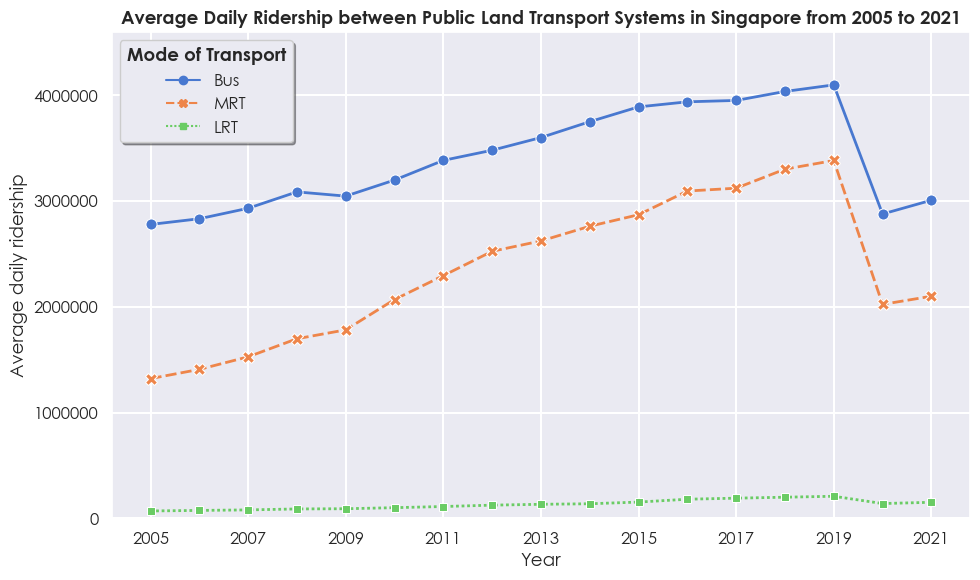 Average Daily Ridership between Public Land Transport Systems in Singapore from 2005 to 2021
Mode of Transport
Bus
MRT
LRT
Average daily ridership
4000000
3000000
2000000
1000000
0
2005 2007 2009 2011 2013 2015 2017 2019 2021
Year